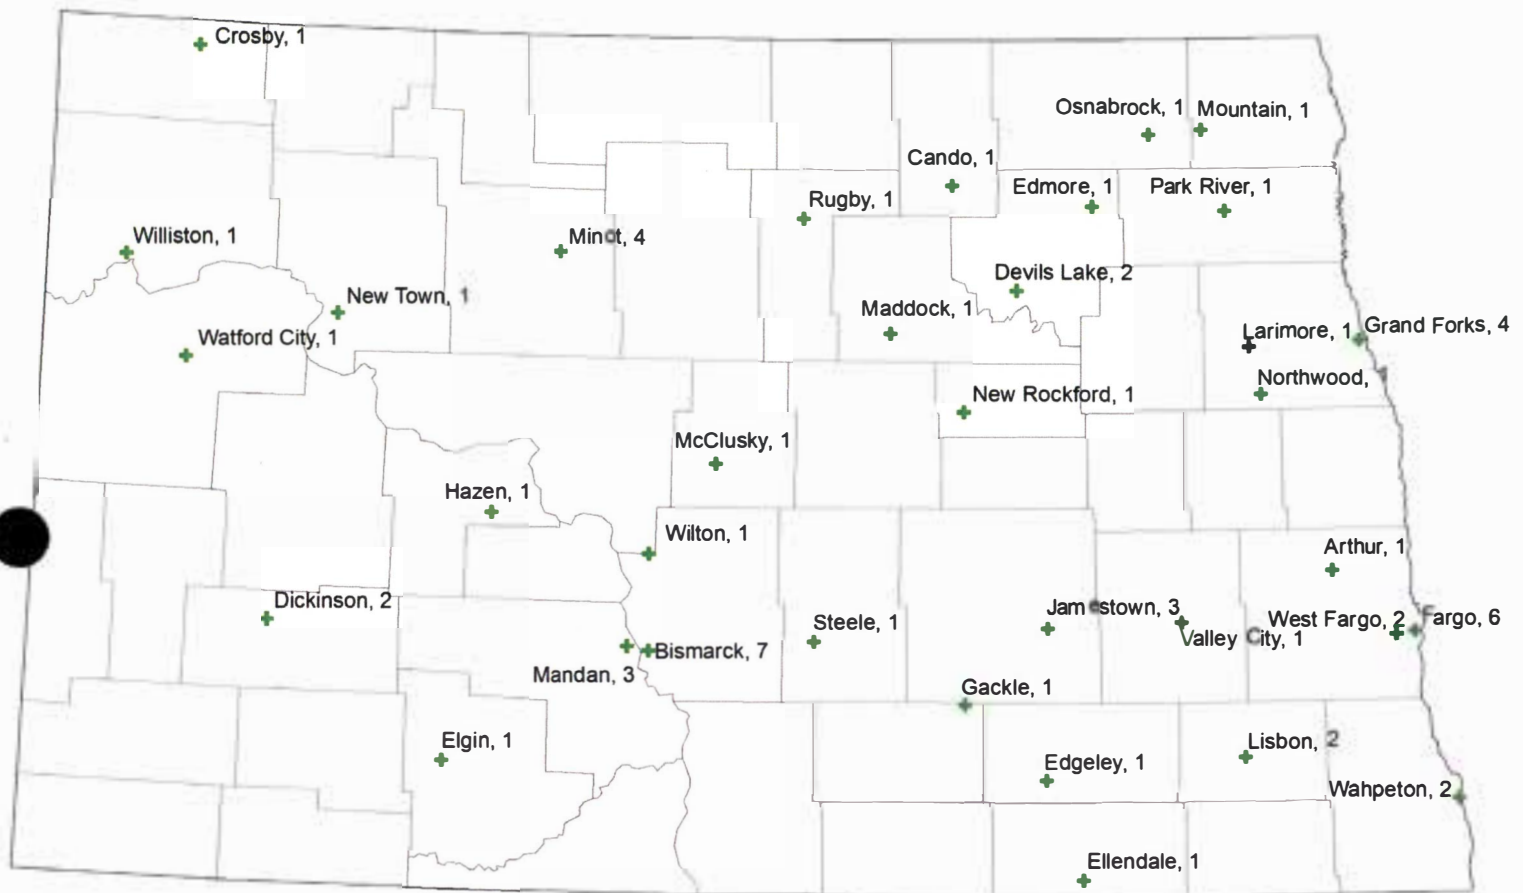 Crosby, 1
Osnabrock, 1
Mountain, 1
Cando, 1
Edmore, 1
Park River, 1
Rugby, 1
Williston, 1
Minot, 4
Devils Lake, 2
New Town, 1
Maddock, 1
Watford City, 1
Larimore, 1
Grand Forks, 4
Northwood,
New Rockford, 1
McClusky, 1
Hazen, 1
Wilton, 1
Arthur, 1
Dickinson, 2
Jamestown, 3
Steele, 1
West Fargo, 2
Fargo, 6
Valley City, 1
Bismarck, 7
Mandan, 3
Gackle, 1
Elgin, 1
Lisbon, 2
Edgeley, 1
Wahpeton, 2
Ellendale, 1